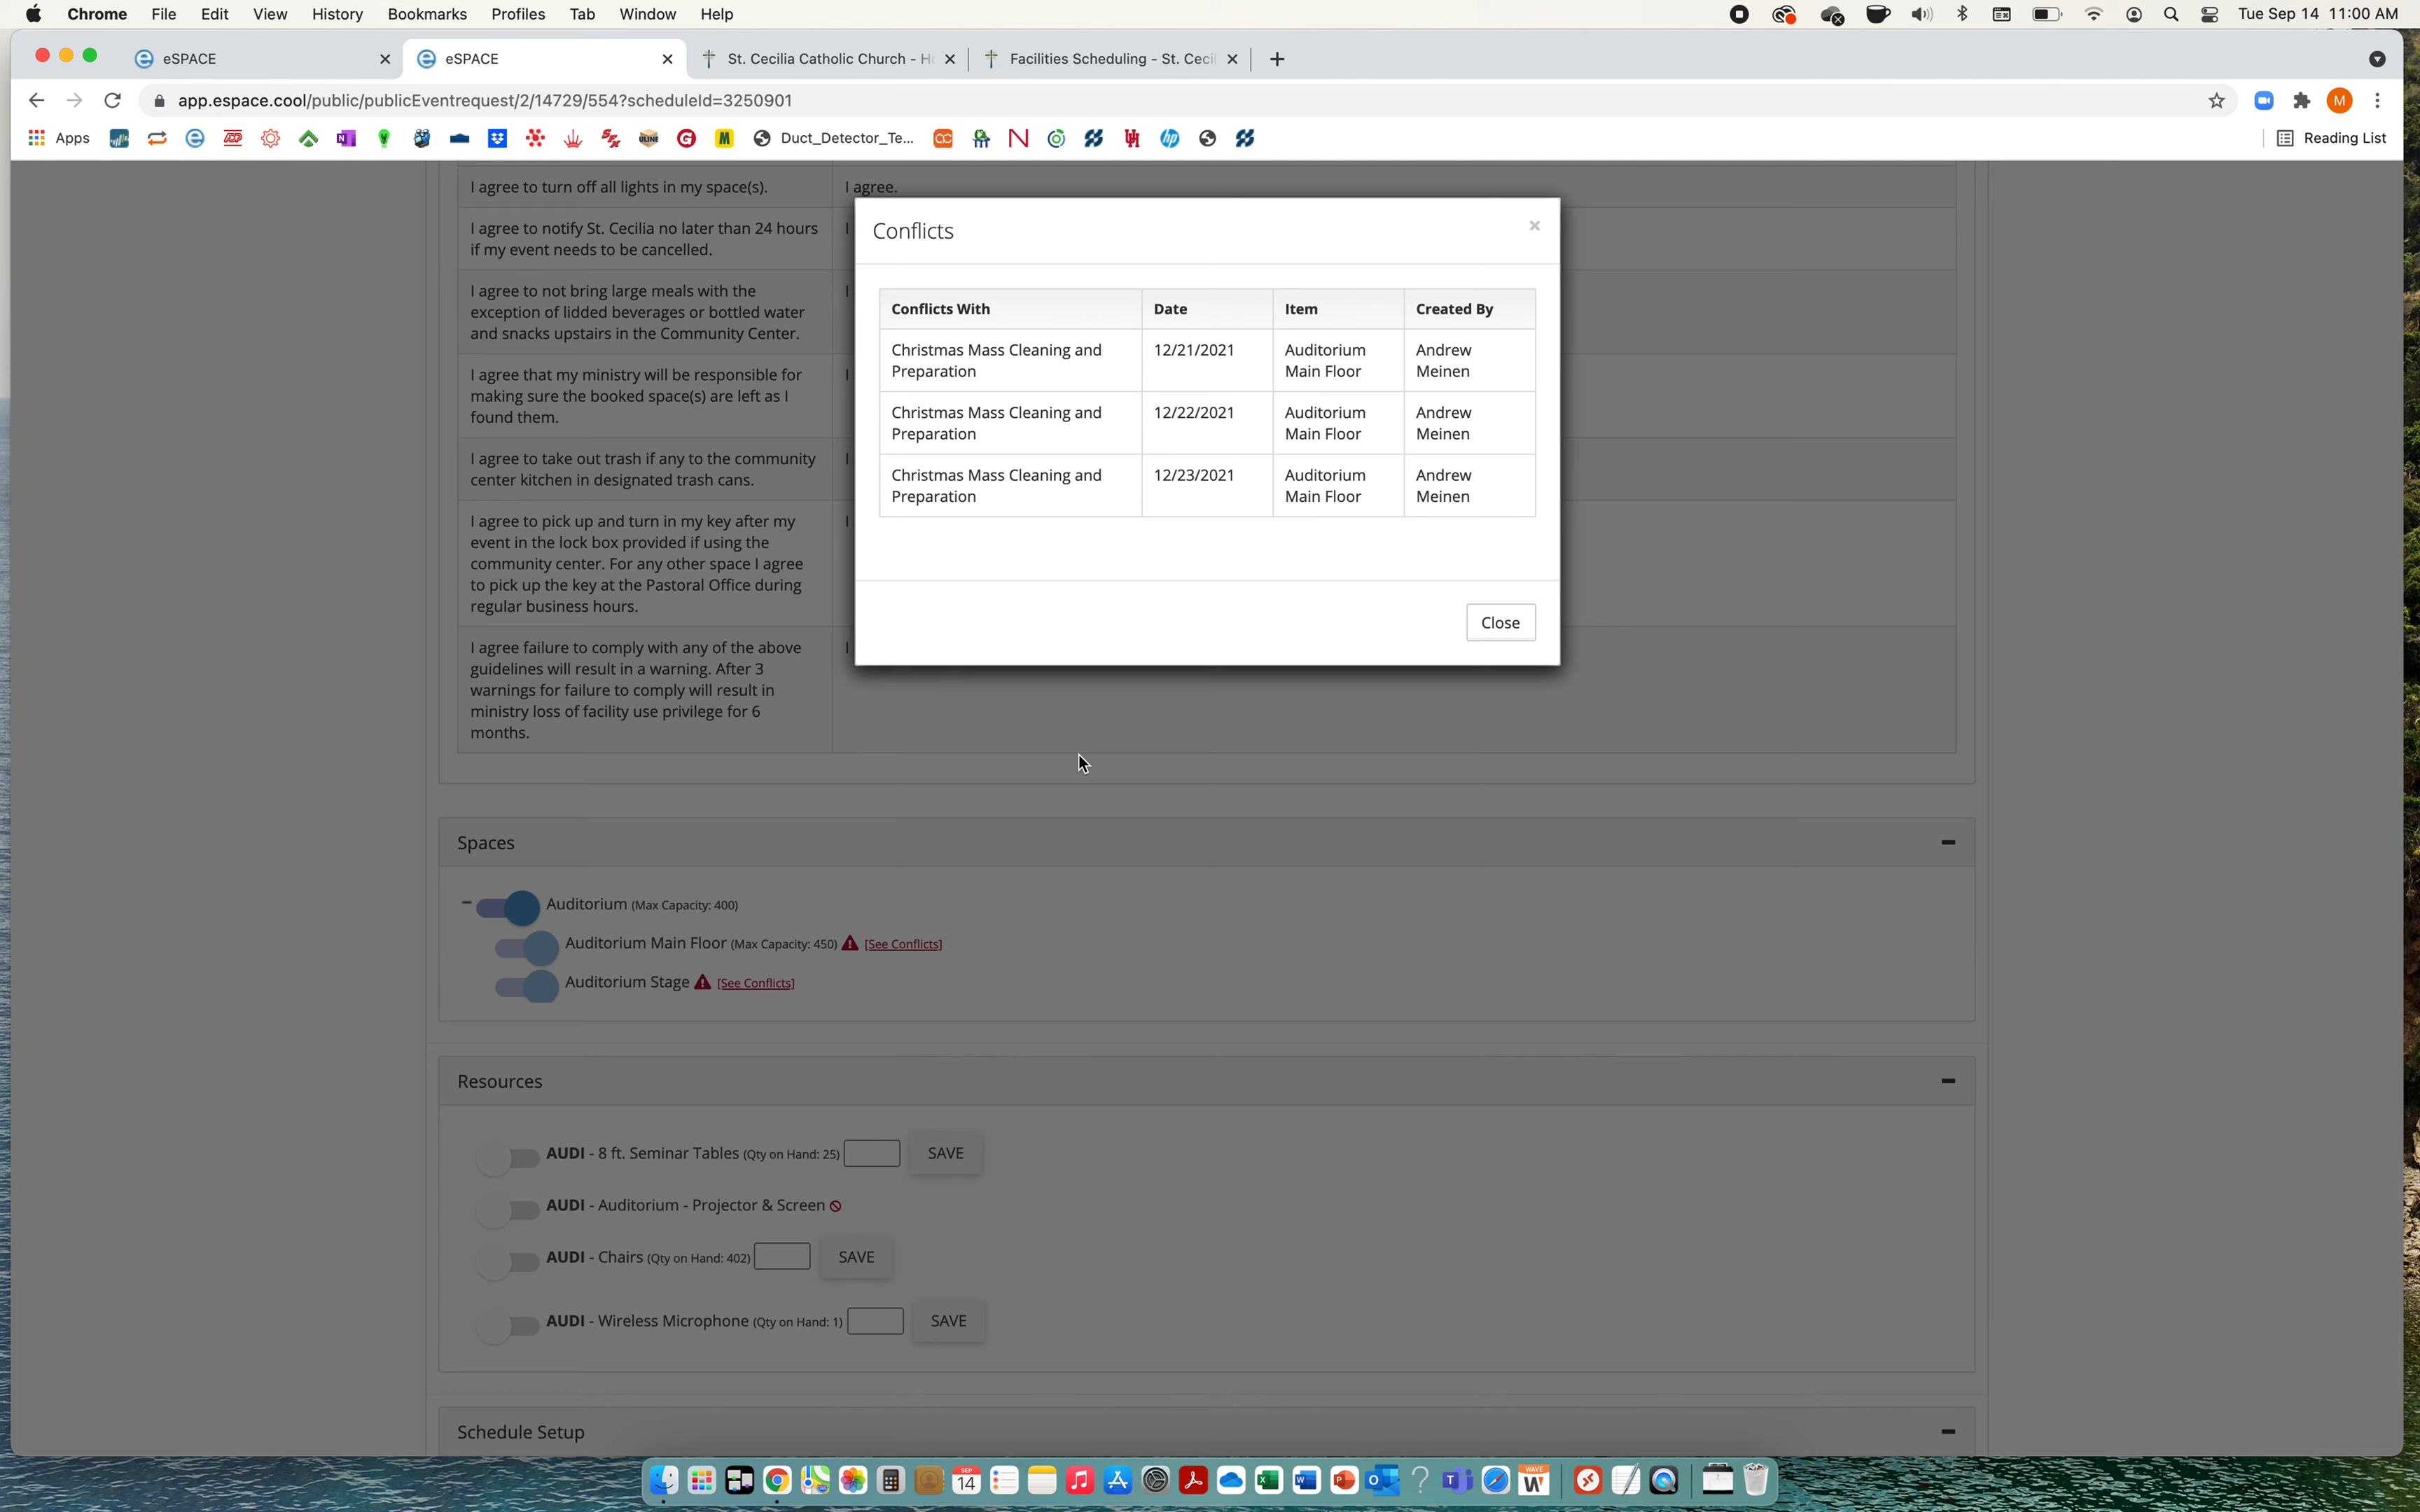 Chrome File Edit View History Bookmarks Profiles Tab Window Help Tue Sep 14 11:00 AM
eSPACE eSPACE St. Cecilia Catholic Church - H Facilities Scheduling - St. Ceci
app.espace.cool/public/publicEventrequest/2/14729/554?scheduleId=3250901 M
Apps ULINE G M Duct_Detector_Te... hp Reading List
I agree to turn off all lights in my space(s). I agree.
I agree to notify St. Cecilia no later than 24 hours
if my event needs to be cancelled.
I agree to not bring large meals with the
exception of lidded beverages or bottled water
and snacks upstairs in the Community Center.
I agree that my ministry will be responsible for
making sure the booked space(s) are left as I
found them.
I agree to take out trash if any to the community
center kitchen in designated trash cans.
I agree to pick up and turn in my key after my
event in the lock box provided if using the
community center. For any other space I agree
to pick up the key at the Pastoral Office during
regular business hours.
I agree failure to comply with any of the above
guidelines will result in a warning. After 3
warnings for failure to comply will result in
ministry loss of facility use privilege for 6
months.
Conflicts
×
Conflicts With Date Item Created By
Christmas Mass Cleaning and 12/21/2021 Auditorium Andrew
Preparation Main Floor Meinen
Christmas Mass Cleaning and 12/22/2021 Auditorium Andrew
Preparation Main Floor Meinen
Christmas Mass Cleaning and 12/23/2021 Auditorium Andrew
Preparation Main Floor Meinen
Close
Spaces
Auditorium (Max Capacity: 400)
Auditorium Main Floor (Max Capacity: 450) [See Conflicts]
Auditorium Stage [See Conflicts]
Resources
AUDI - 8 ft. Seminar Tables (Qty on Hand: 25) SAVE
AUDI - Auditorium - Projector & Screen
AUDI - Chairs (Qty on Hand: 402) SAVE
AUDI - Wireless Microphone (Qty on Hand: 1) SAVE
Schedule Setup
SEP 14 WAVE W